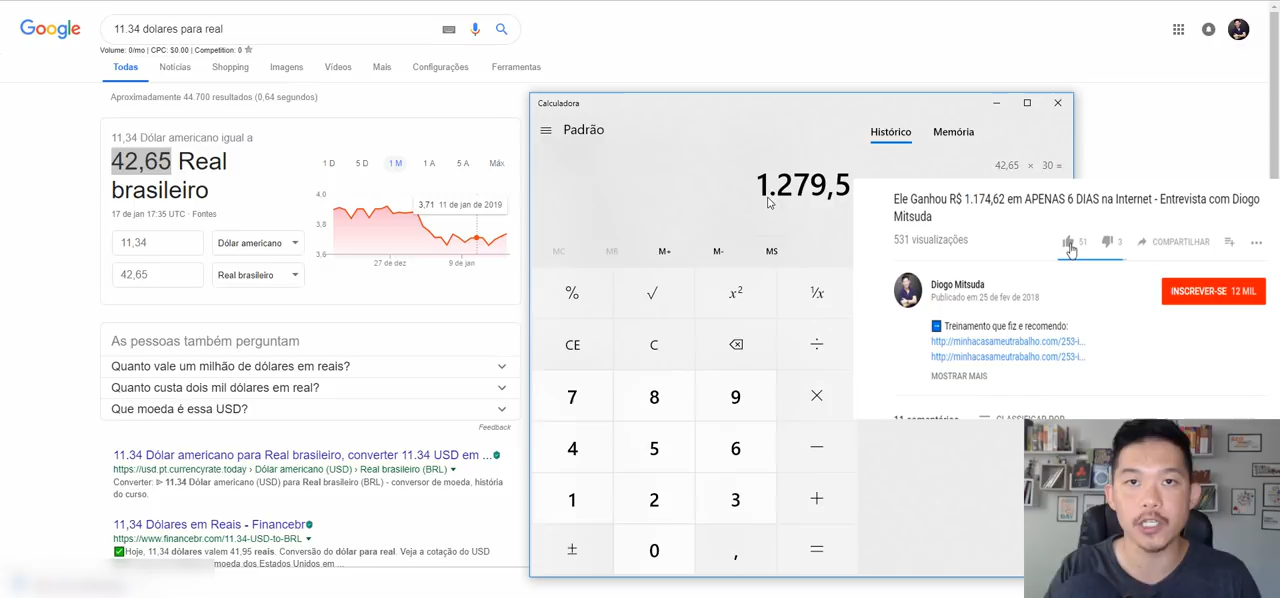 Google
11.34 dolares para real
Volume: 0/mo | CPC: $0.00 | Competition: 0
Todas Notícias Shopping Imagens Vídeos Mais Configurações Ferramentas
Aproximadamente 44.700 resultados (0,64 segundos)
11,34 Dólar americano igual a
42,65 Real
brasileiro
17 de jan 17:35 UTC · Fontes
11,34 Dólar americano
42,65 Real brasileiro
1 D 5 D 1 M 1 A 5 A Máx
4.0
3,71 11 de jan de 2019
3,8
3.6
27 de dez 9 de jan
As pessoas também perguntam
Quanto vale um milhão de dólares em reais?
Quanto custa dois mil dólares em real?
Que moeda é essa USD?
Feedback
11.34 Dólar americano para Real brasileiro, converter 11.34 USD em ...
https://usd.pt.currencyrate.today › Dólar americano (USD) › Real brasileiro (BRL)
Converter: ⊳ 11.34 Dólar americano (USD) para Real brasileiro (BRL) - conversor de moeda, história
do curso.
11.34 Dólares em Reais - Financebr
https://www.financebr.com/11.34-USD-to-BRL
Hoje, 11.34 dólares valem 41,95 reais. Conversão do dólar para real. Veja a cotação do USD
moeda dos Estados Unidos em ...
Calculadora
Padrão
Histórico Memória
42,65 × 30 =
1.279,5
MC MR M+ M- MS
% √ x² ¹/x
CE C ⌫ ÷
7 8 9 ×
4 5 6 −
1 2 3 +
± 0 , =
Ele Ganhou R$ 1.174,62 em APENAS 6 DIAS na Internet - Entrevista com Diogo
Mitsuda
531 visualizações
51 3 COMPARTILHAR
Diogo Mitsuda
Publicado em 25 de fev de 2018
INSCREVER-SE 12 MIL
Treinamento que fiz e recomendo:
http://minhacasameutrabalho.com/253-i...
http://minhacasameutrabalho.com/253-i...
MOSTRAR MAIS
11 comentários CLASSIFICAR POR